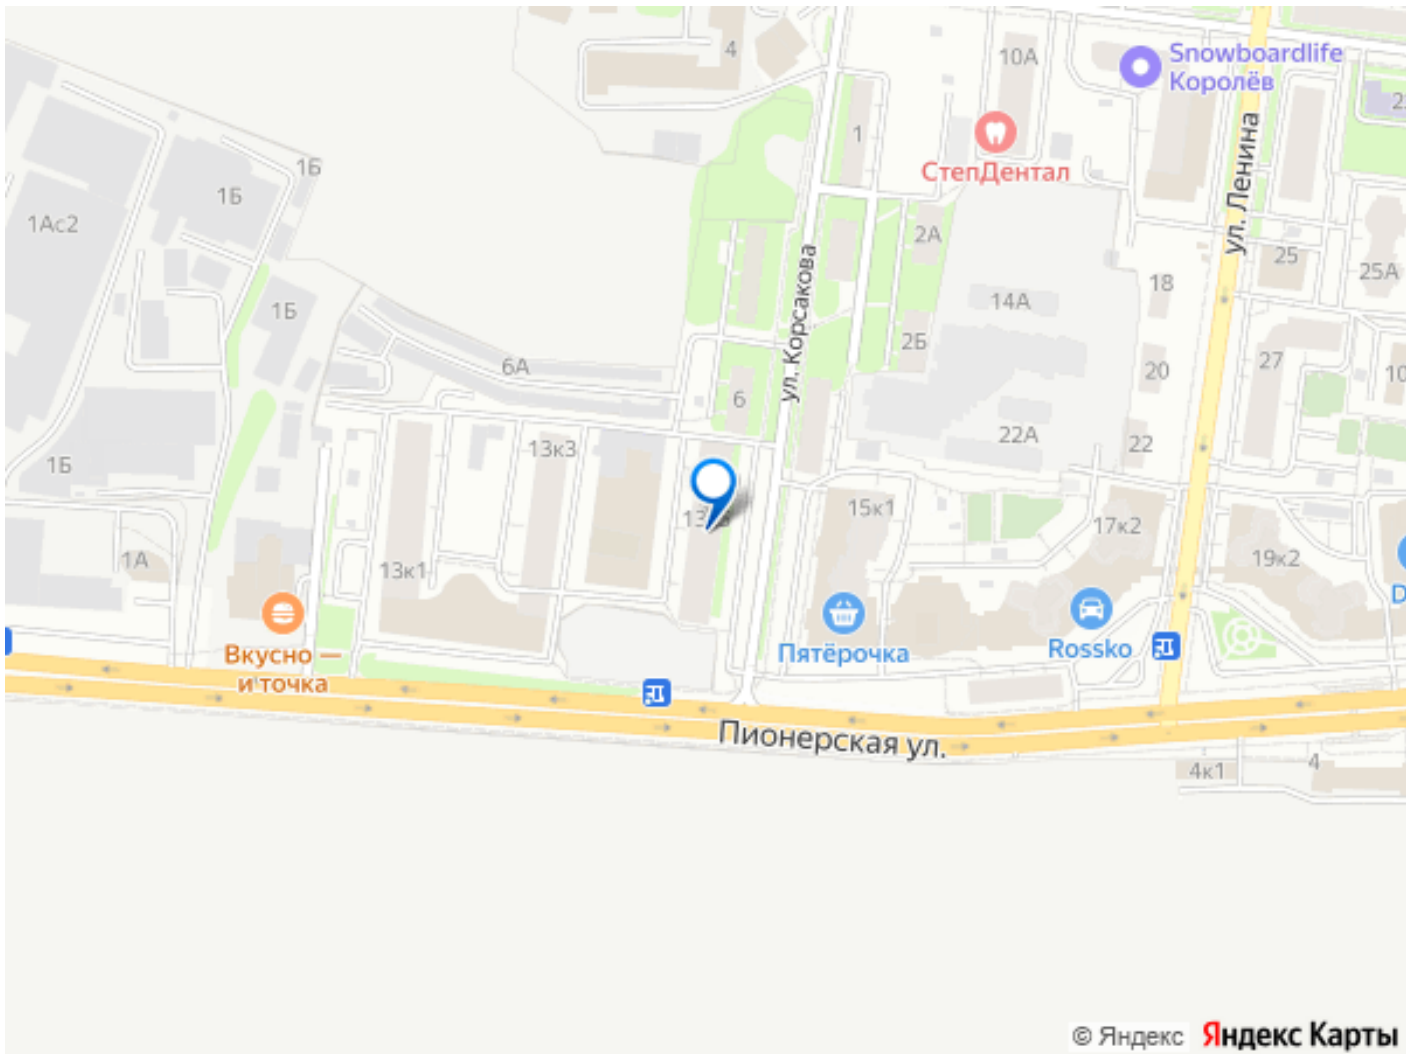 4
10А
Snowboardlife
Королёв
1
СтепДентал
ул. Ленина
1Б
1Б
1Ас2
2А
ул. Корсакова
25
25А
18
14А
1Б
2Б
6А
20
27
10
6
22А
22
13к3
1Б
15к1
17к2
19к2
1А
13к1
Вкусно —
и точка
Пятёрочка
Rossko
D
Пионерская ул.
4к1
4
© Яндекс
Яндекс Карты